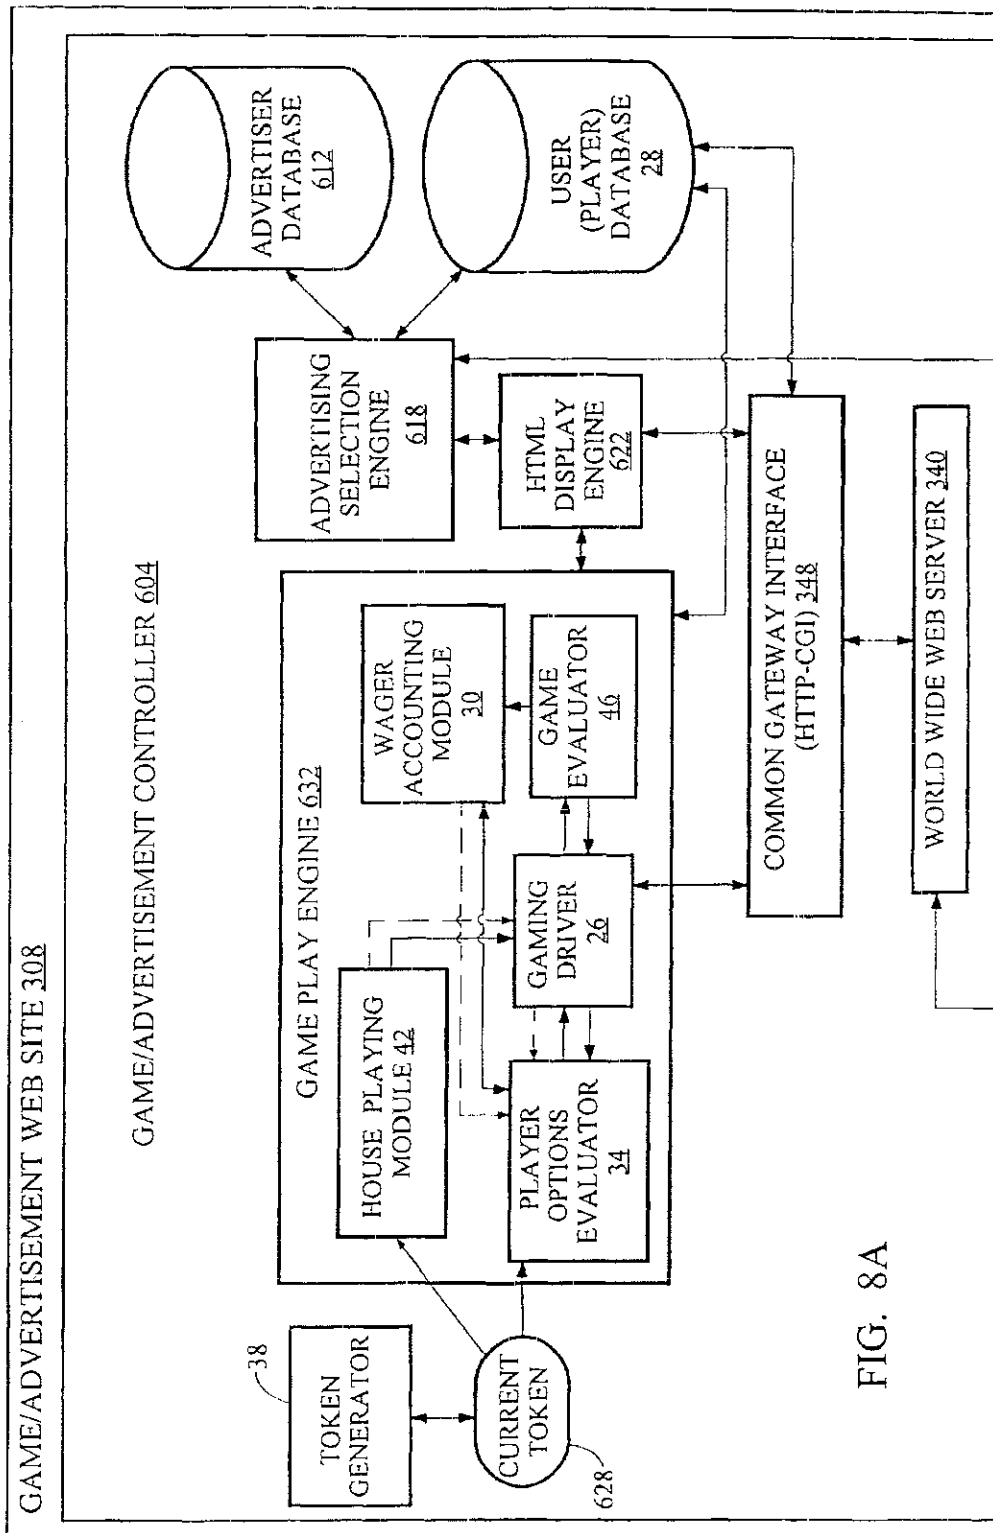 GAME/ADVERTISEMENT WEB SITE 308
GAME/ADVERTISEMENT CONTROLLER 604
TOKEN
GENERATOR
38
CURRENT
TOKEN
628
GAME PLAY ENGINE 632
HOUSE PLAYING
MODULE 42
WAGER
ACCOUNTING
MODULE
30
PLAYER
OPTIONS
EVALUATOR
34
GAMING
DRIVER
26
GAME
EVALUATOR
46
ADVERTISING
SELECTION
ENGINE
618
HTML
DISPLAY
ENGINE
622
ADVERTISER
DATABASE
612
USER
(PLAYER)
DATABASE
28
COMMON GATEWAY INTERFACE
(HTTP-CGI) 348
WORLD WIDE WEB SERVER 340
FIG. 8A